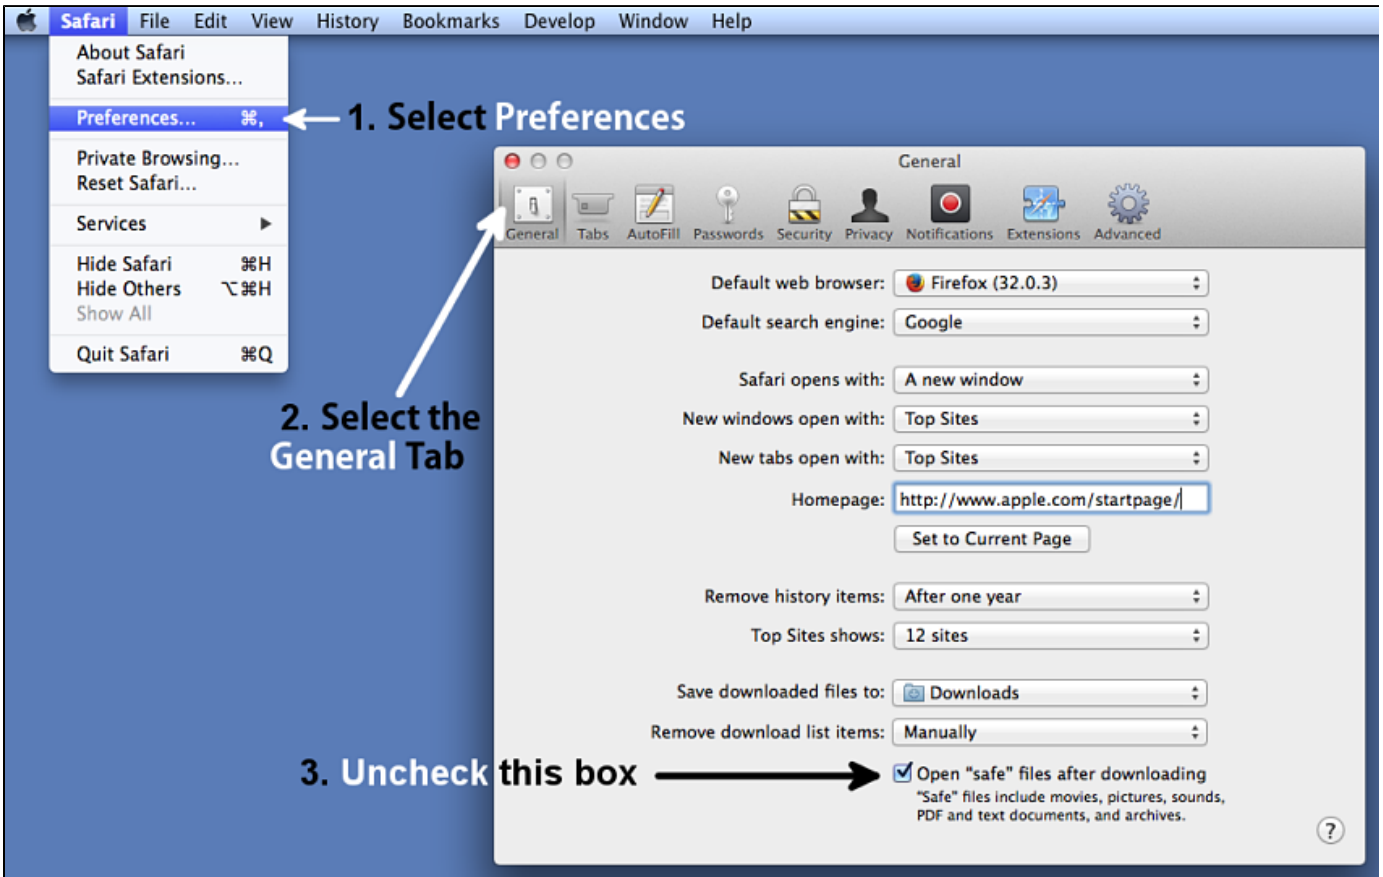 Safari File Edit View History Bookmarks Develop Window Help
About Safari
Safari Extensions...
Preferences... ⌘,
Private Browsing...
Reset Safari...
Services ▶
Hide Safari ⌘H
Hide Others ⌥⌘H
Show All
Quit Safari ⌘Q
1. Select Preferences
2. Select the
General Tab
General
General Tabs AutoFill Passwords Security Privacy Notifications Extensions Advanced
Default web browser: Firefox (32.0.3)
Default search engine: Google
Safari opens with: A new window
New windows open with: Top Sites
New tabs open with: Top Sites
Homepage: http://www.apple.com/startpage/
Set to Current Page
Remove history items: After one year
Top Sites shows: 12 sites
Save downloaded files to: Downloads
Remove download list items: Manually
3. Uncheck this box
Open “safe” files after downloading
“Safe” files include movies, pictures, sounds,
PDF and text documents, and archives.
?